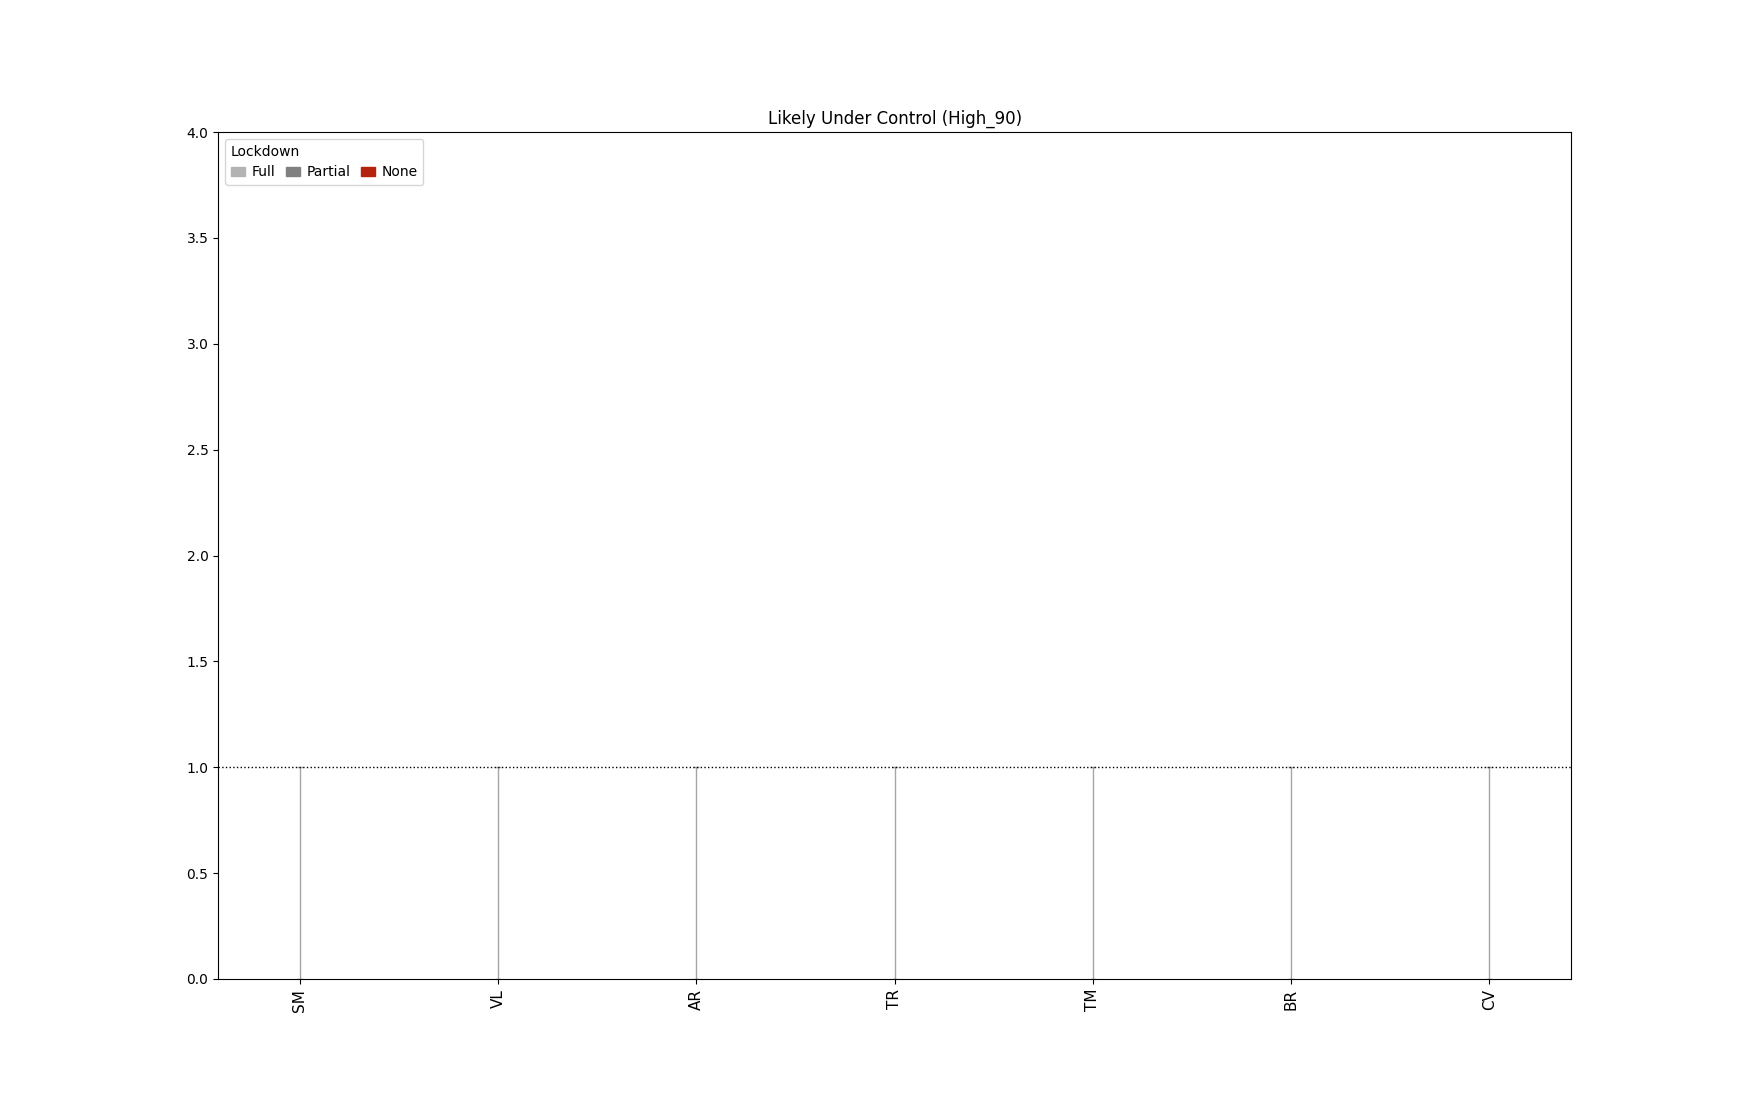 Likely Under Control (High_90)
4.0
Lockdown
Full Partial None
3.5
3.0
2.5
2.0
1.5
1.0
0.5
0.0
SM VL AR TR TM BR CV